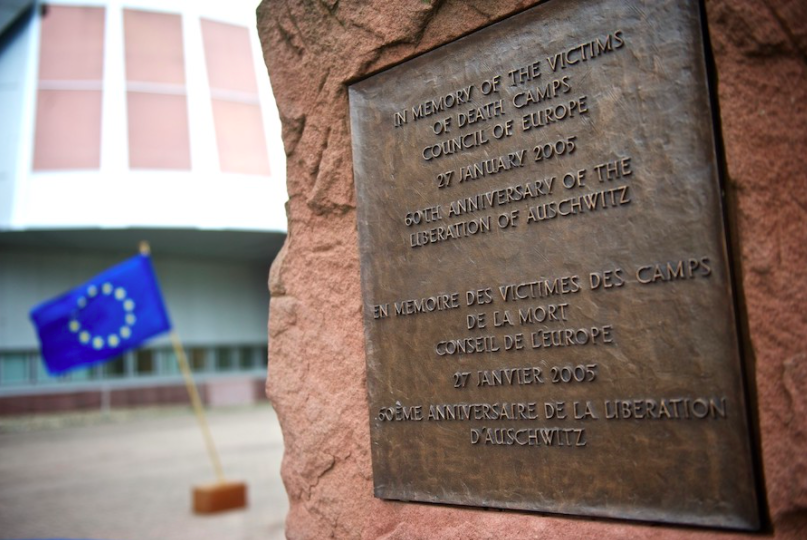 IN MEMORY OF THE VICTIMS
OF DEATH CAMPS
COUNCIL OF EUROPE
27 JANUARY 2005
60TH ANNIVERSARY OF THE
LIBERATION OF AUSCHWITZ
EN MEMOIRE DES VICTIMES DES CAMPS
DE LA MORT
CONSEIL DE L'EUROPE
27 JANVIER 2005
60ÈME ANNIVERSAIRE DE LA LIBERATION
D'AUSCHWITZ